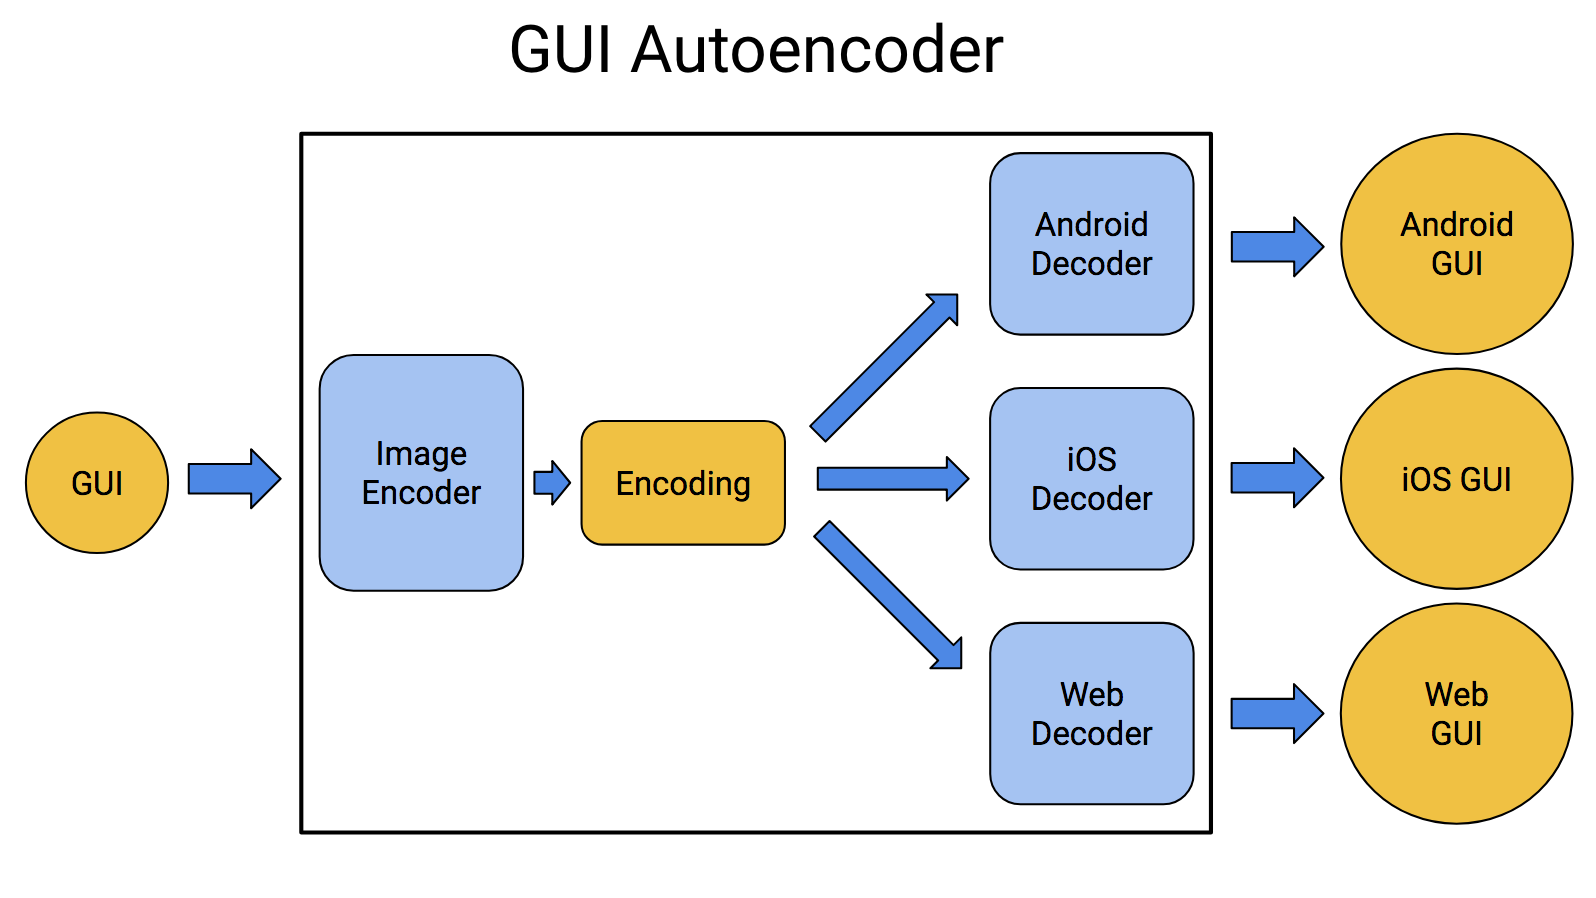 GUI Autoencoder
GUI
Image
Encoder
Encoding
Android
Decoder
iOS
Decoder
Web
Decoder
Android
GUI
iOS GUI
Web
GUI